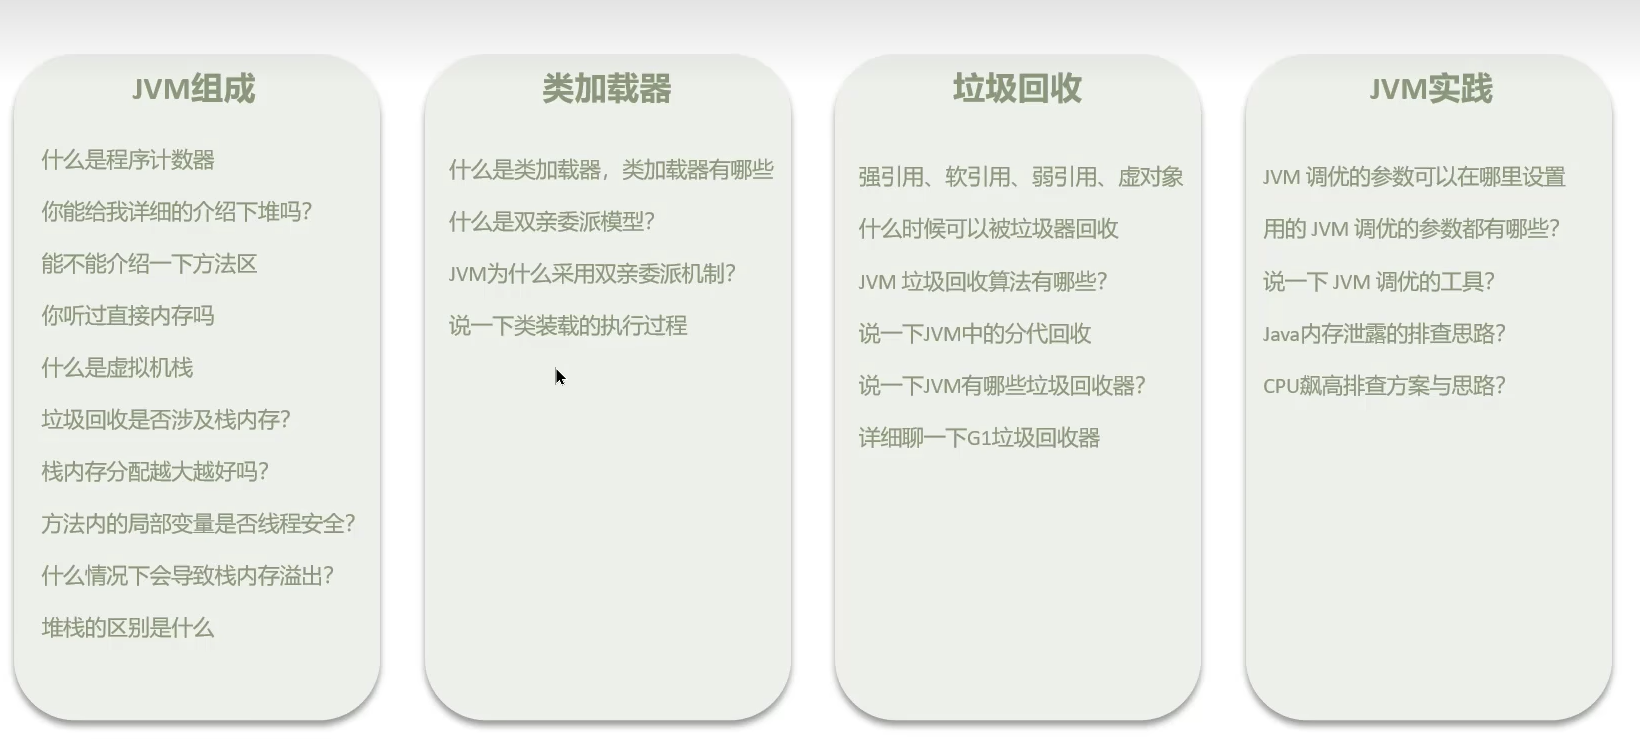 JVM组成
什么是程序计数器
你能给我详细的介绍下堆吗？
能不能介绍一下方法区
你听过直接内存吗
什么是虚拟机栈
垃圾回收是否涉及栈内存？
栈内存分配越大越好吗？
方法内的局部变量是否线程安全？
什么情况下会导致栈内存溢出？
堆栈的区别是什么
类加载器
什么是类加载器，类加载器有哪些
什么是双亲委派模型？
JVM为什么采用双亲委派机制？
说一下类装载的执行过程
垃圾回收
强引用、软引用、弱引用、虚对象
什么时候可以被垃圾器回收
JVM 垃圾回收算法有哪些？
说一下JVM中的分代回收
说一下JVM有哪些垃圾回收器？
详细聊一下G1垃圾回收器
JVM实践
JVM 调优的参数可以在哪里设置
用的 JVM 调优的参数都有哪些？
说一下 JVM 调优的工具？
Java内存泄露的排查思路？
CPU飙高排查方案与思路？